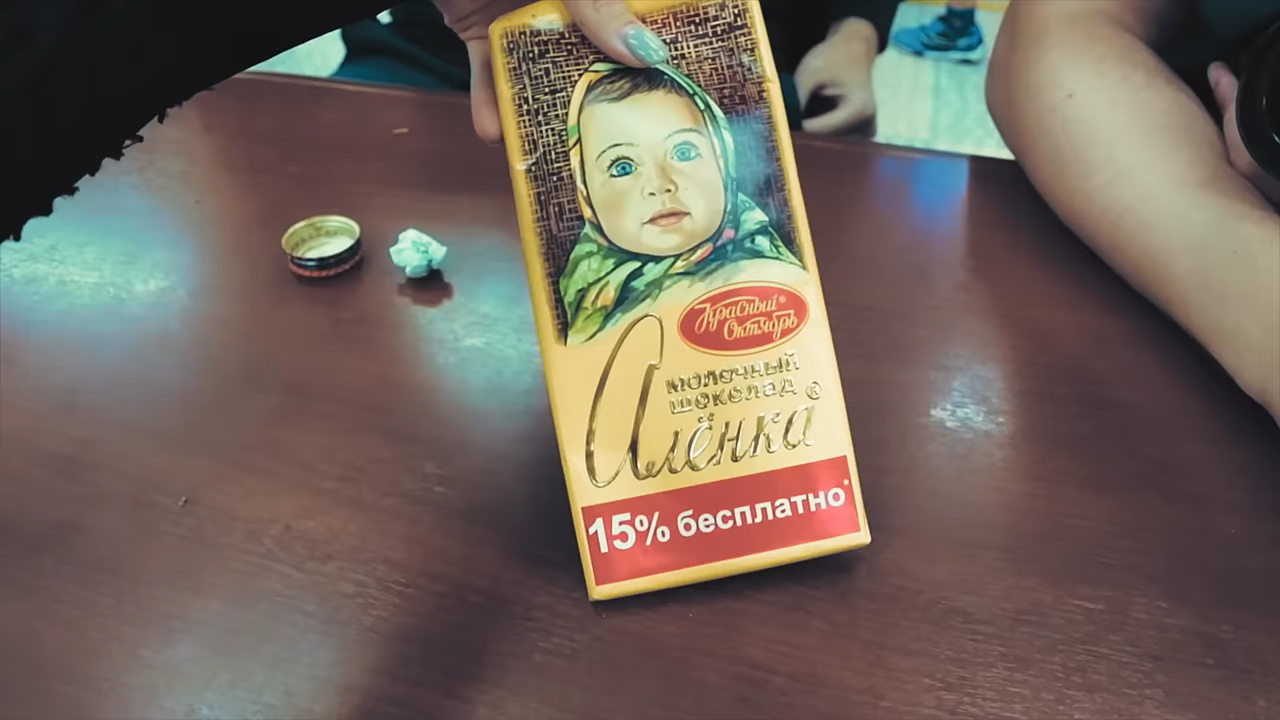 Красный®
Октябрь
молочный
шоколад
Алёнка®
15% бесплатно*